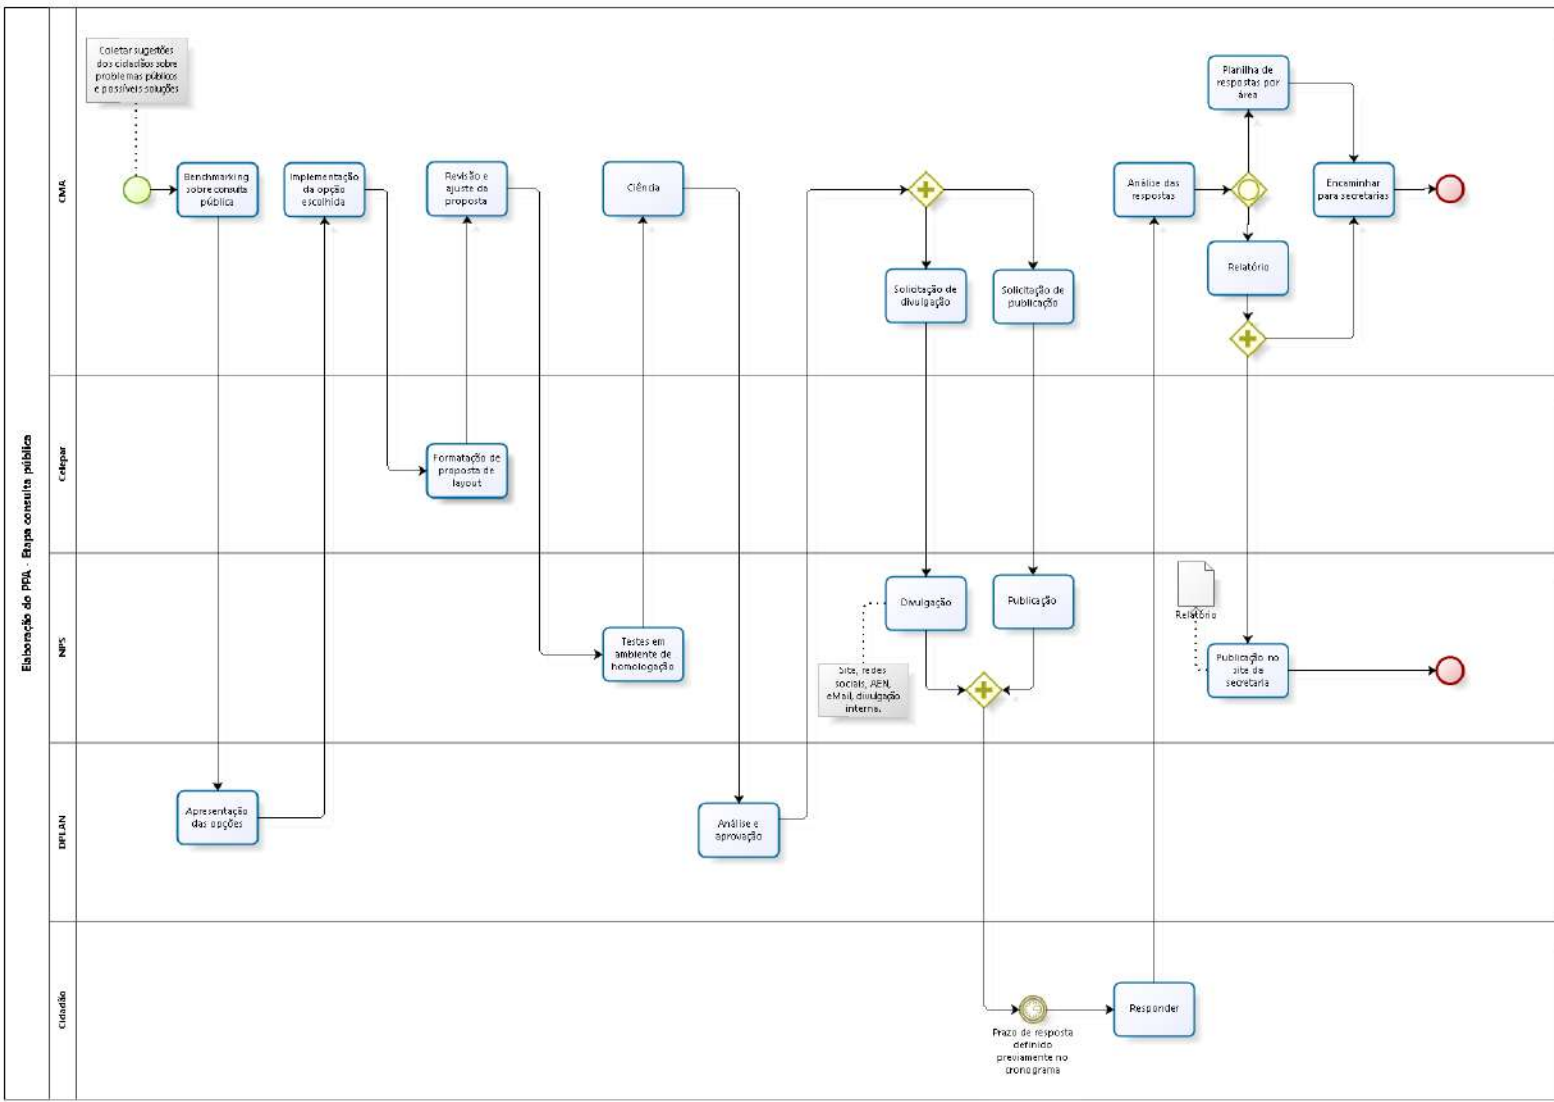 Elaboração do PPA - Etapa consulta pública
CMA
Coletar sugestões
dos cidadãos sobre
problemas públicos
e possíveis soluções
Benchmarking
sobre consulta
pública
Implementação
da opção
escolhida
Revisão e
ajuste da
proposta
Ciência
Solicitação de
divulgação
Solicitação de
publicação
Análise das
respostas
Planilha de
respostas por
área
Relatório
Encaminhar
para secretarias
Celepar
Formatação de
proposta de
layout
NPS
Testes em
ambiente de
homologação
Divulgação
Site, redes
sociais, AEN,
eMail, divulgação
interna.
Publicação
Relatório
Publicação no
site da
secretaria
DPLAN
Apresentação
das opções
Análise e
aprovação
Cidadão
Prazo de resposta
definido
previamente no
cronograma
Responder